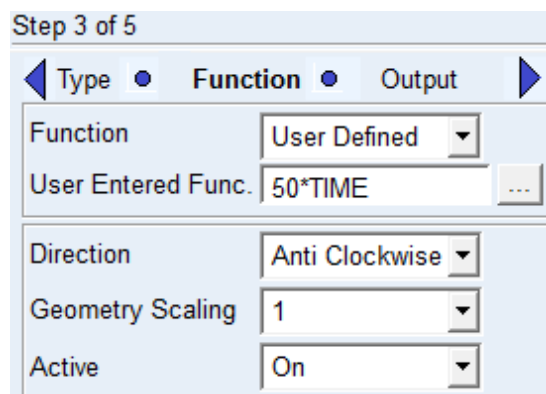 Step 3 of 5
Type Function Output
Function User Defined
User Entered Func. 50*TIME ...
Direction Anti Clockwise
Geometry Scaling 1
Active On